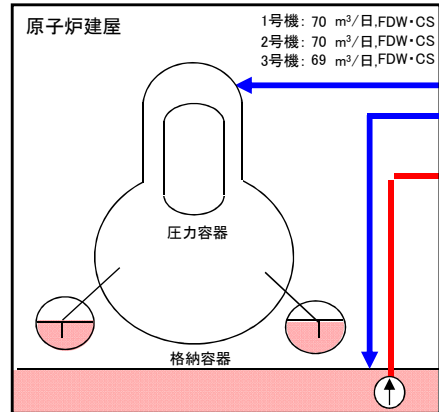 原子炉建屋
1号機: 70 m³/日,FDW・CS
2号機: 70 m³/日,FDW・CS
3号機: 69 m³/日,FDW・CS
圧力容器
格納容器